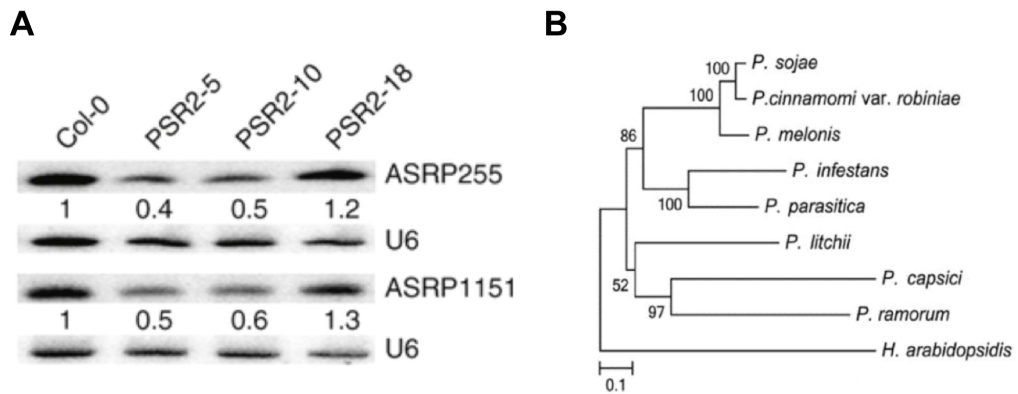 A
Col-0 PSR2-5 PSR2-10 PSR2-18
ASRP255
1 0.4 0.5 1.2
U6
ASRP1151
1 0.5 0.6 1.3
U6
B
P. sojae
100
P.cinnamomi var. robiniae
100
P. melonis
86
P. infestans
100
P. parasitica
P. litchii
52
P. capsici
97
P. ramorum
H. arabidopsidis
0.1